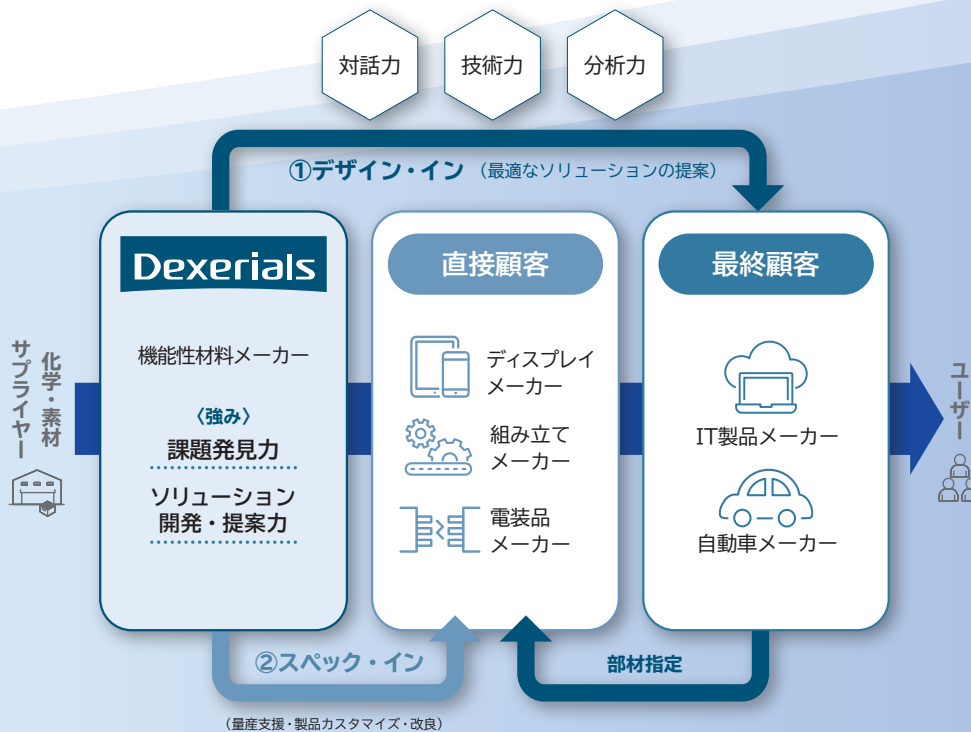 対話力
技術力
分析力
①デザイン・イン（最適なソリューションの提案）
Dexerials
機能性材料メーカー
〈強み〉
課題発見力
ソリューション
開発・提案力
直接顧客
ディスプレイ
メーカー
組み立て
メーカー
電装品
メーカー
最終顧客
IT製品メーカー
自動車メーカー
化学・素材
サプライヤー
ユーザー
②スペック・イン
（量産支援・製品カスタマイズ・改良）
部材指定